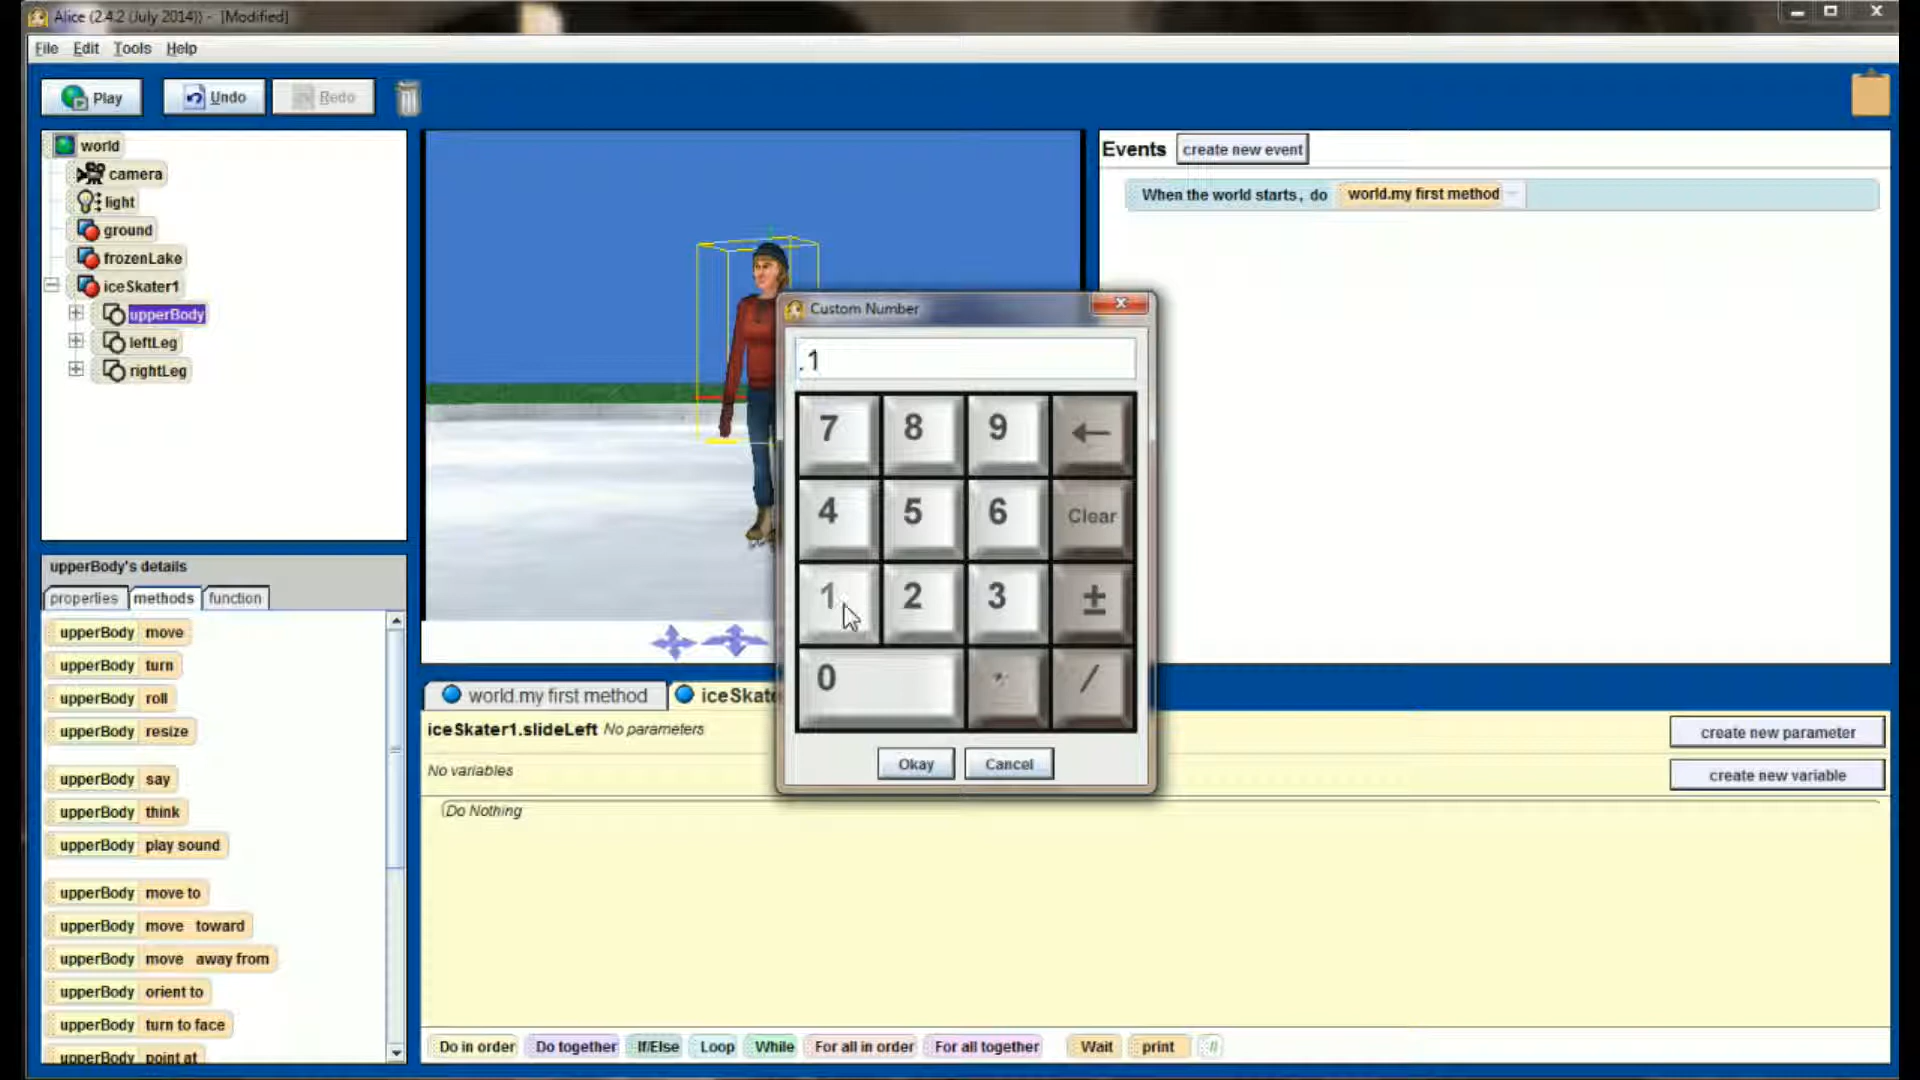 Alice (2.4.2 (July 2014)) - [Modified]
File Edit Tools Help
Play Undo Redo
world
camera
light
ground
frozenLake
iceSkater1
upperBody
leftLeg
rightLeg
Events create new event
When the world starts, do world.my first method
Custom Number
.1
7 8 9 ←
4 5 6 Clear
1 2 3 ±
0 . /
Okay Cancel
upperBody's details
properties methods function
upperBody move
upperBody turn
upperBody roll
upperBody resize
upperBody say
upperBody think
upperBody play sound
upperBody move to
upperBody move toward
upperBody move away from
upperBody orient to
upperBody turn to face
upperBody point at
world.my first method iceSkate
iceSkater1.slideLeft No parameters
create new parameter
No variables
create new variable
(Do Nothing
Do in order Do together If/Else Loop While For all in order For all together Wait print //